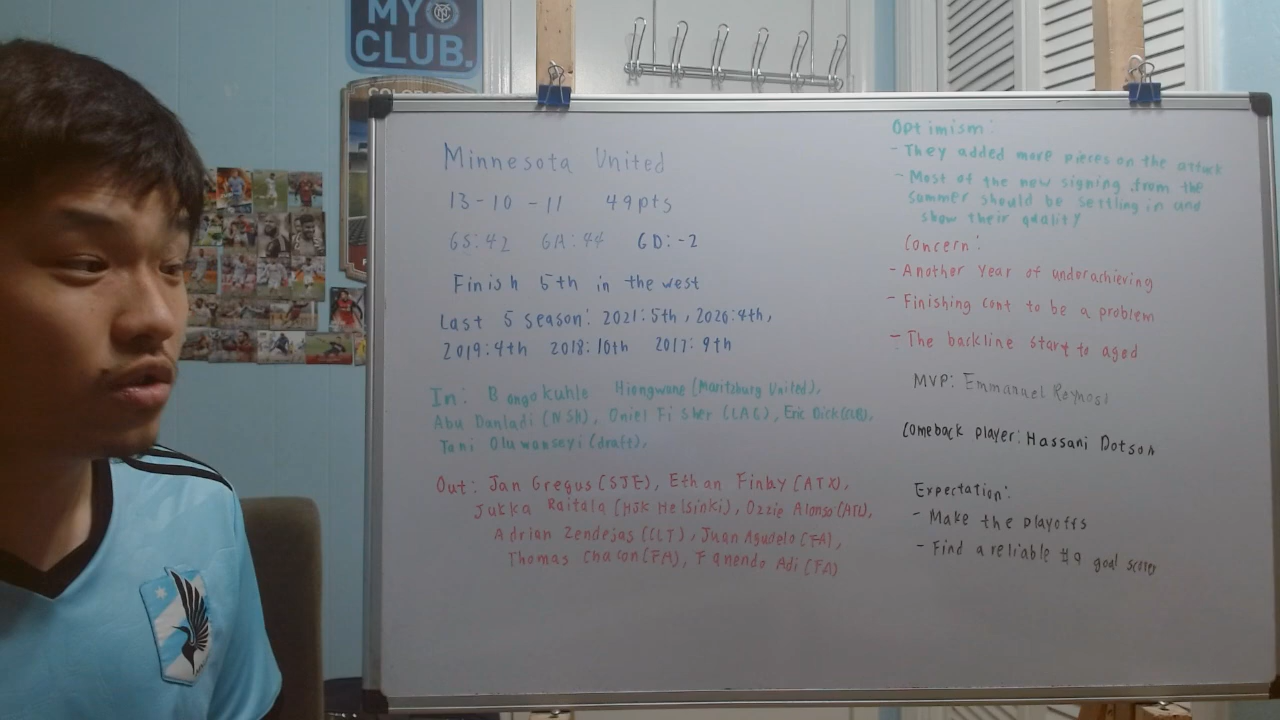 MY
CLUB.
Minnesota United
13-10-11 49pts
GS:42 GA:44 GD:-2
Finish 5th in the west
Last 5 season: 2021:5th, 2020:4th,
2019:4th 2018:10th 2017:9th
In: Bongokuhle Hlongwane (Maritzburg United),
Abu Danladi (NSH), Oniel Fisher (LAG), Eric Dick (CLB),
Tani Oluwaseyi (draft),
Out: Jan Gregus (SJE), Ethan Finlay (ATX),
Jukka Raitala (HJK Helsinki), Ozzie Alonso (ATL),
Adrian Zendejas (CLT), Juan Agudelo (FA),
Thomas Chacon (FA), Fanendo Adi (FA)
Optimism:
- They added more pieces on the attack
- Most of the new signing from the
summer should be settling in and
show their quality
Concern:
- Another year of underachieving
- Finishing cont to be a problem
- The backline start to aged
MVP: Emmanuel Reynoso
Comeback player: Hassani Dotson
Expectation:
- Make the playoffs
- Find a reliable #9 goal scorer